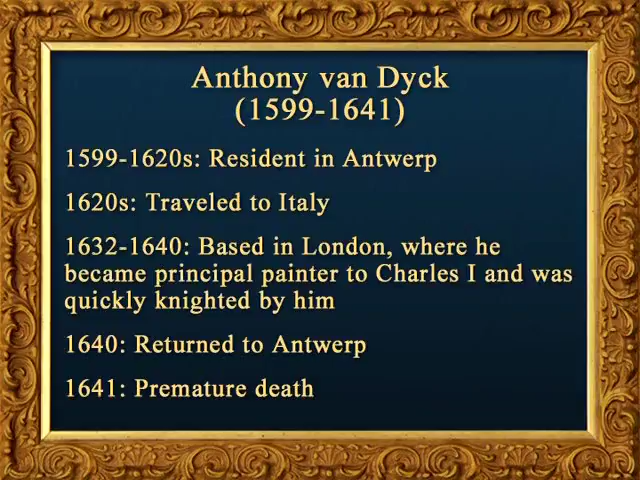 Anthony van Dyck
(1599-1641)
1599-1620s: Resident in Antwerp
1620s: Traveled to Italy
1632-1640: Based in London, where he
became principal painter to Charles I and was
quickly knighted by him
1640: Returned to Antwerp
1641: Premature death